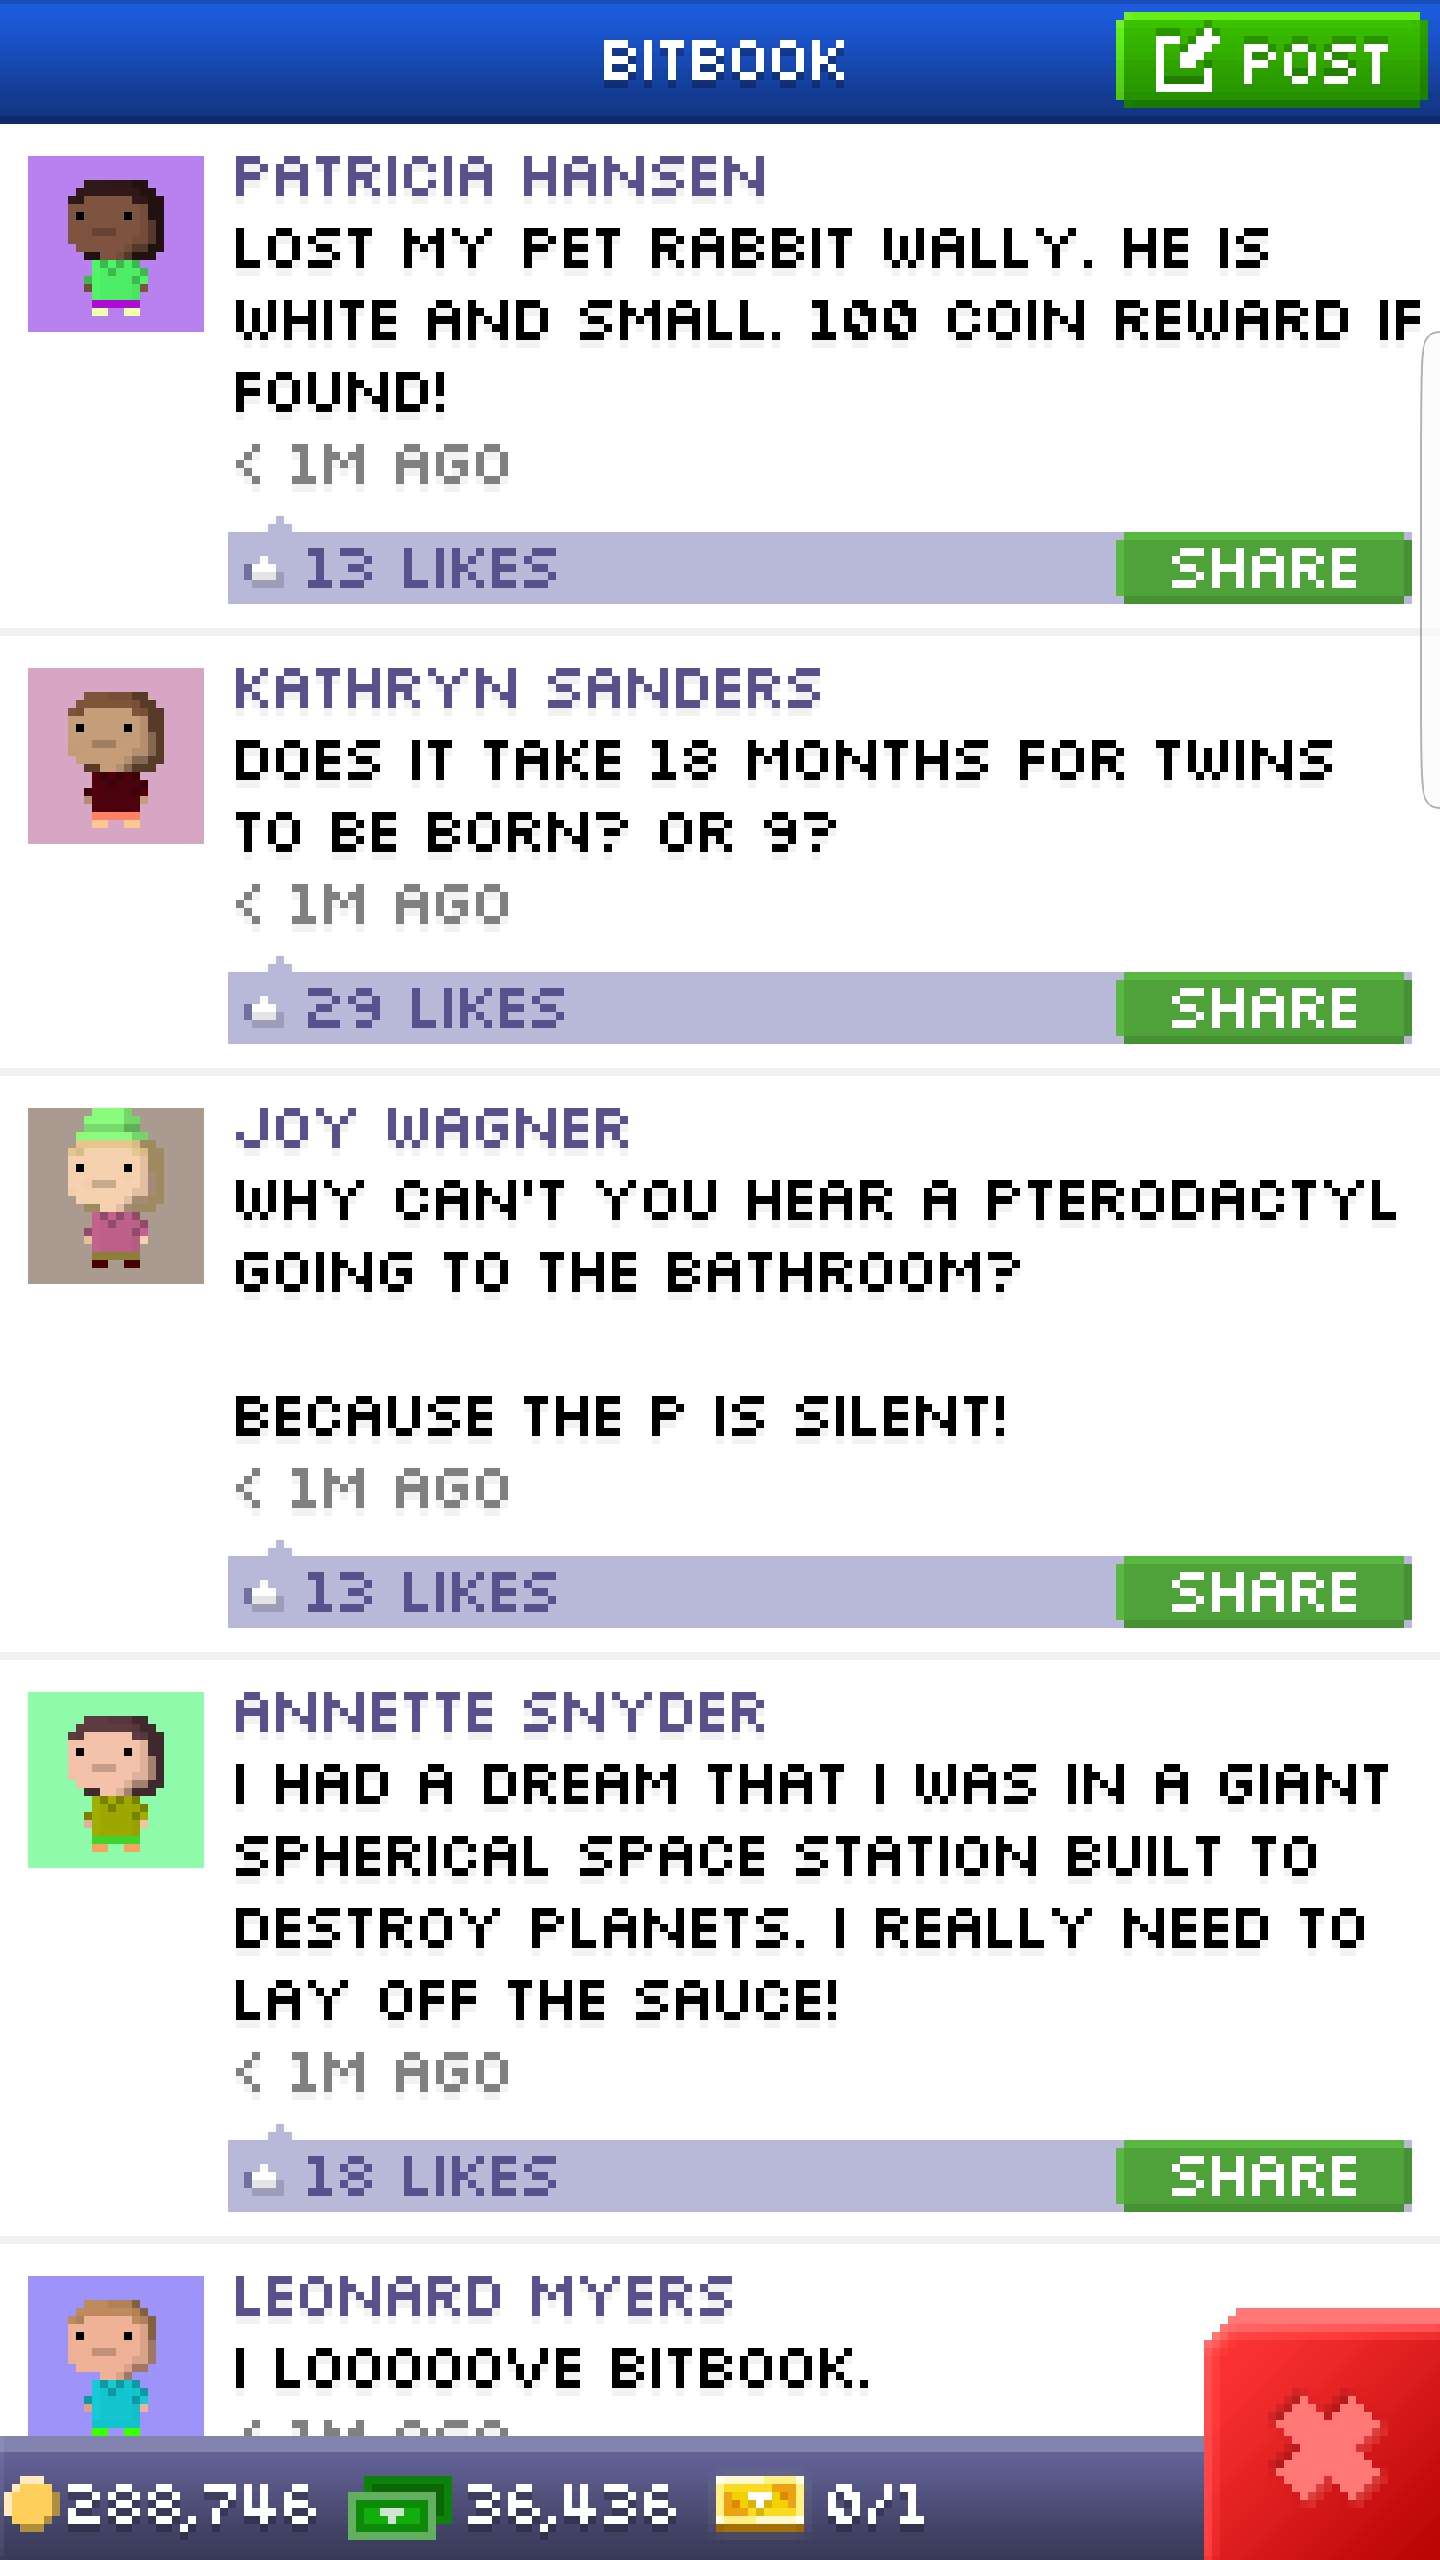 BITBOOK
POST
PATRICIA HANSEN
LOST MY PET RABBIT WALLY. HE IS
WHITE AND SMALL. 100 COIN REWARD IF
FOUND!
< 1M AGO
13 LIKES
SHARE
KATHRYN SANDERS
DOES IT TAKE 18 MONTHS FOR TWINS
TO BE BORN? OR 9?
< 1M AGO
29 LIKES
SHARE
JOY WAGNER
WHY CAN'T YOU HEAR A PTERODACTYL
GOING TO THE BATHROOM?
BECAUSE THE P IS SILENT!
< 1M AGO
13 LIKES
SHARE
ANNETTE SNYDER
I HAD A DREAM THAT I WAS IN A GIANT
SPHERICAL SPACE STATION BUILT TO
DESTROY PLANETS. I REALLY NEED TO
LAY OFF THE SAUCE!
< 1M AGO
18 LIKES
SHARE
LEONARD MYERS
I LOOOOOVE BITBOOK.
< 1M AGO
288,746
36,436
0/1